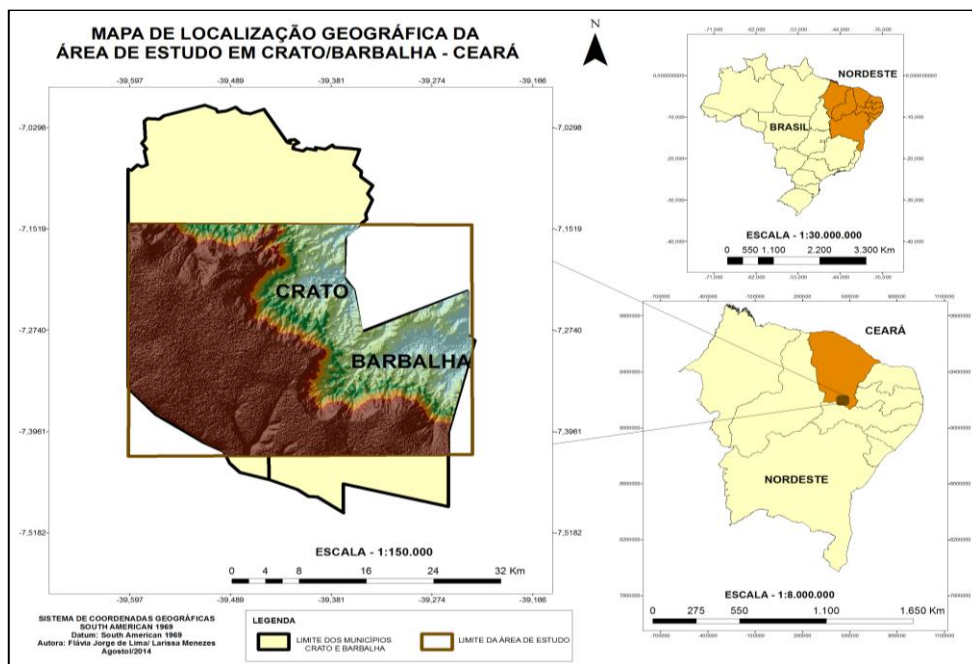 MAPA DE LOCALIZAÇÃO GEOGRÁFICA DA
ÁREA DE ESTUDO EM CRATO/BARBALHA - CEARÁ
N
-39,597 -39,489 -39,381 -39,274 -39,166
-7,0298 -7,0298
-7,1519 -7,1519
-7,2740 -7,2740
-7,3961 -7,3961
-7,5182 -7,5182
CRATO
BARBALHA
ESCALA - 1:150.000
0 2 4 8 16 24 32 Km
-39,597 -39,489 -39,381 -39,274 -39,166
NORDESTE
BRASIL
ESCALA - 1:30.000.000
0 550 1.100 2.200 3.300 Km
CEARÁ
NORDESTE
ESCALA - 1:8.000.000
0 275 550 1.100 1.650 Km
SISTEMA DE COORDENADAS GEOGRÁFICAS
SOUTH AMERICAN 1969
Datum: South American 1969
Autora: Flávia Jorge de Lima/ Larissa Menezes
Agostol/2014
LEGENDA
LIMITE DOS MUNICÍPIOS
CRATO E BARBALHA
LIMITE DA ÁREA DE ESTUDO